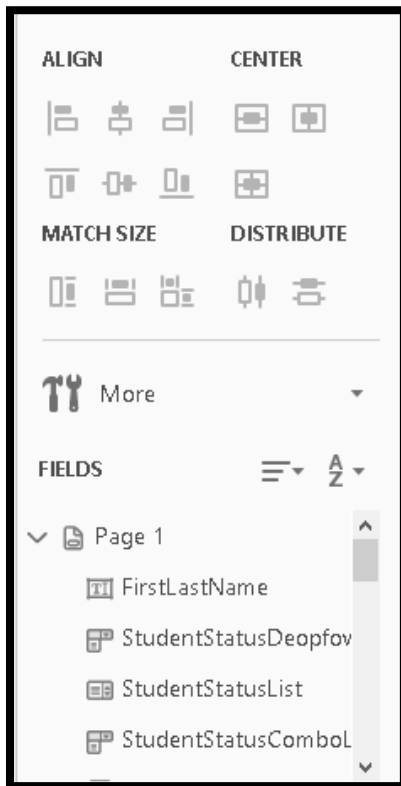 ALIGN CENTER
MATCH SIZE DISTRIBUTE
More
FIELDS
Page 1
FirstLastName
StudentStatusDeopfov
StudentStatusList
StudentStatusComboL